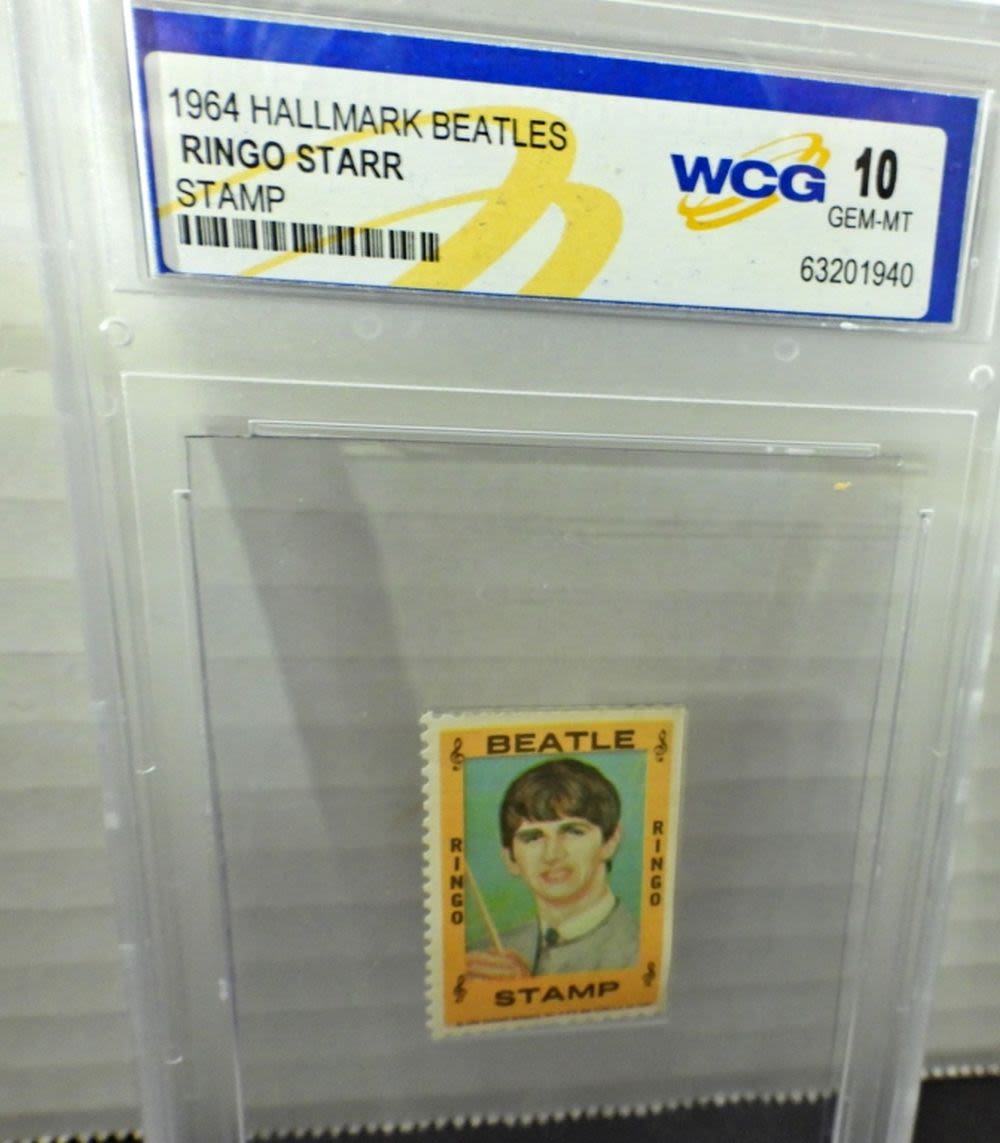 1964 HALLMARK BEATLES
RINGO STARR
STAMP
WCG 10
GEM-MT
63201940
BEATLE
RINGO
RINGO
STAMP